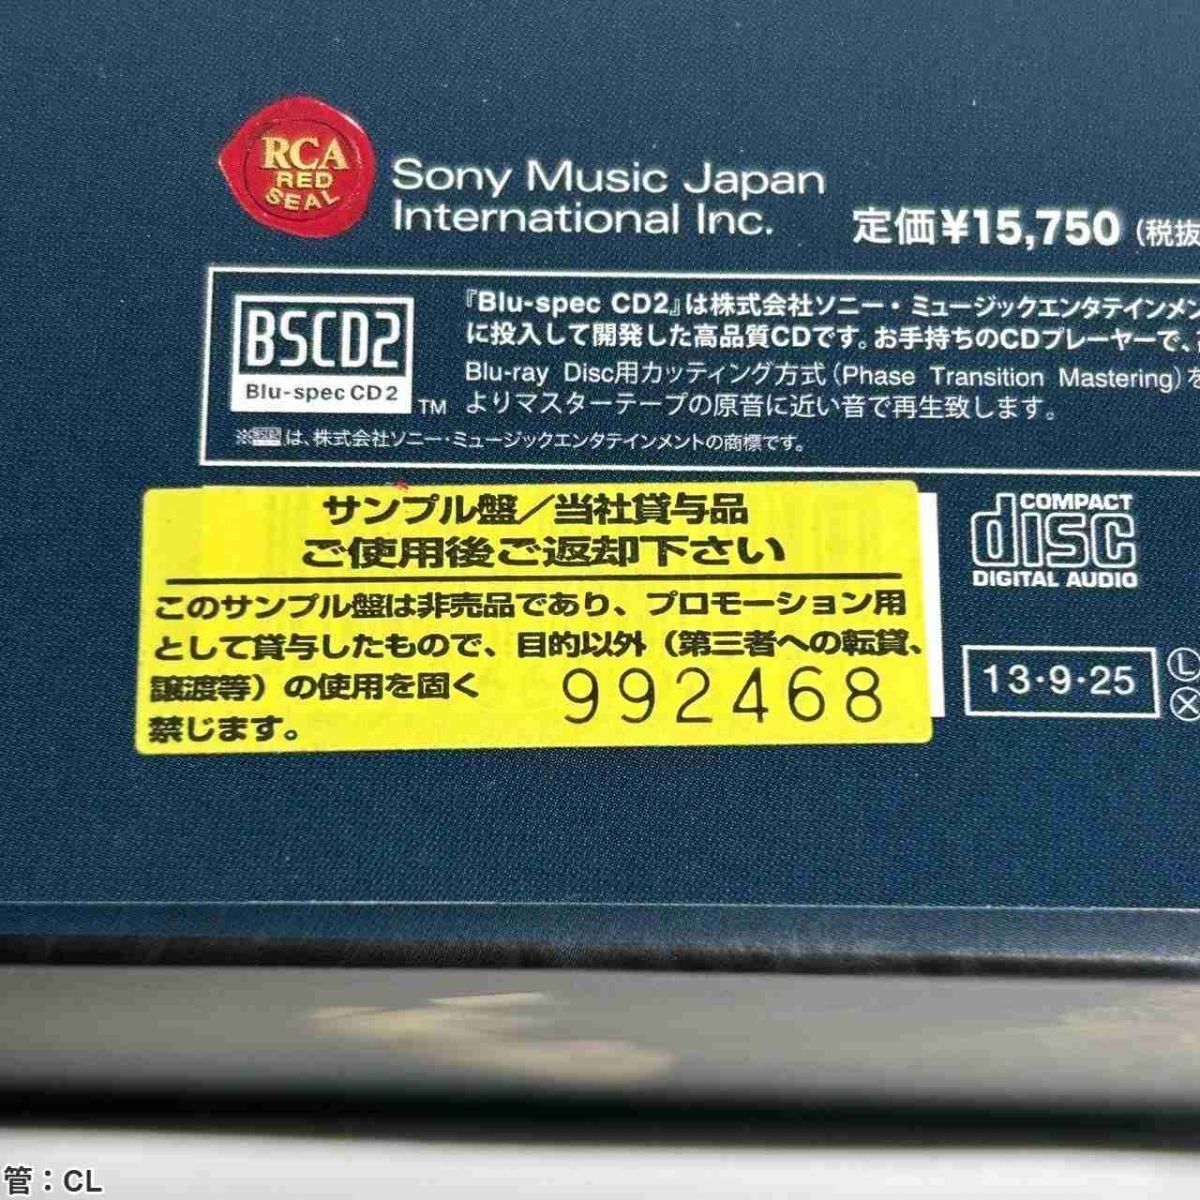 RCA
RED
SEAL
Sony Music Japan
International Inc.
定価¥15,750（税抜
BSCD2
Blu-spec CD2
TM
『Blu-spec CD2』は株式会社ソニー・ミュージックエンタテインメン
に投入して開発した高品質CDです。お手持ちのCDプレーヤーで、
Blu-ray Disc用カッティング方式（Phase Transition Mastering）を
よりマスターテープの原音に近い音で再生致します。
は、株式会社ソニー・ミュージックエンタテインメントの商標です。
サンプル盤／当社貸与品
ご使用後ご返却下さい
このサンプル盤は非売品であり、プロモーション用
として貸与したもので、目的以外（第三者への転貸、
譲渡等）の使用を固く
禁じます。
992468
COMPACT
disc
DIGITAL AUDIO
13・9・25
Ⓛ
Ⓧ
管：CL